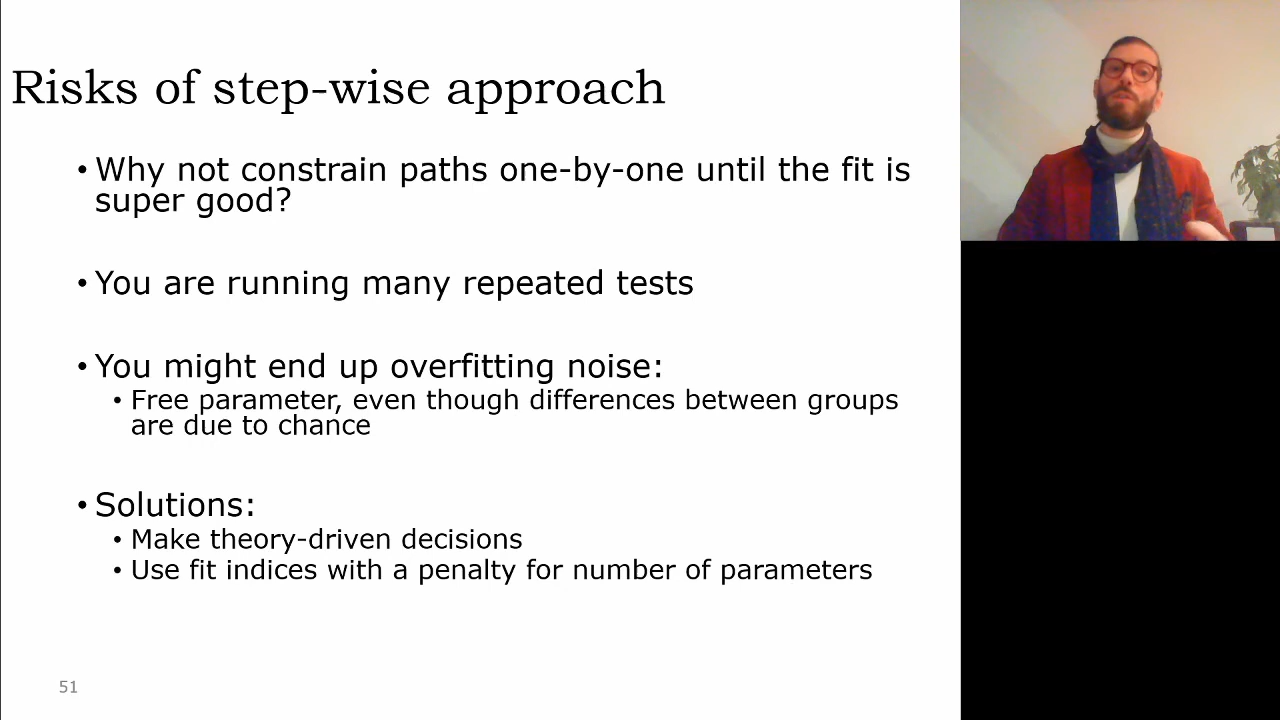 Risks of step-wise approach
• Why not constrain paths one-by-one until the fit is
super good?
• You are running many repeated tests
• You might end up overfitting noise:
• Free parameter, even though differences between groups
are due to chance
• Solutions:
• Make theory-driven decisions
• Use fit indices with a penalty for number of parameters
51